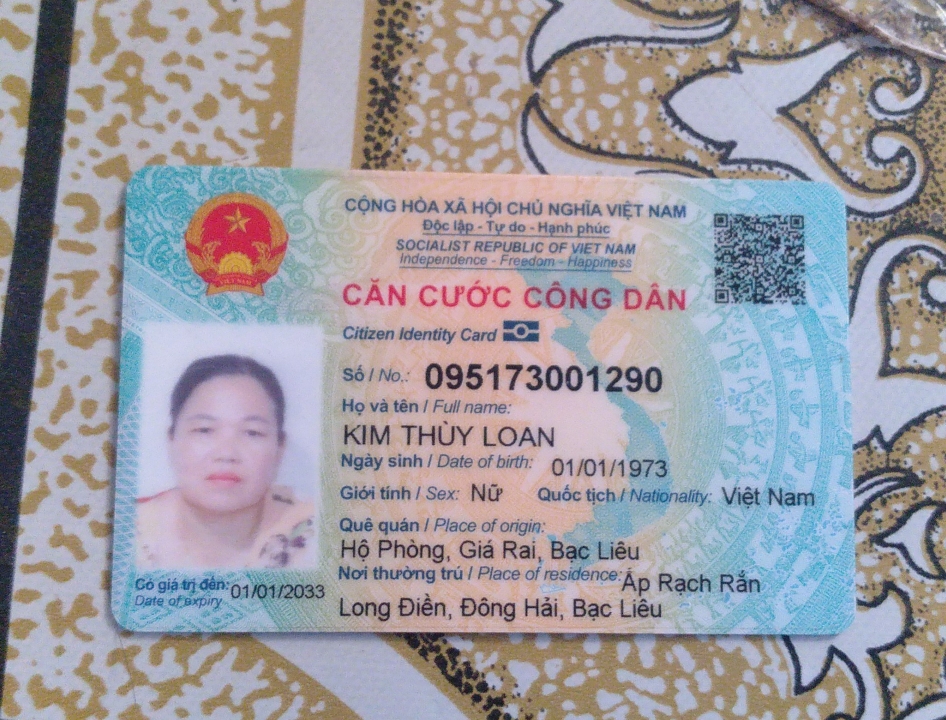 CỘNG HÒA XÃ HỘI CHỦ NGHĨA VIỆT NAM
Độc lập - Tự do - Hạnh phúc
SOCIALIST REPUBLIC OF VIET NAM
Independence - Freedom - Happiness
CĂN CƯỚC CÔNG DÂN
Citizen Identity Card
Số / No.: 095173001290
Họ và tên / Full name:
KIM THÙY LOAN
Ngày sinh / Date of birth: 01/01/1973
Giới tính / Sex: Nữ Quốc tịch / Nationality: Việt Nam
Quê quán / Place of origin:
Hộ Phòng, Giá Rai, Bạc Liêu
Nơi thường trú / Place of residence: Ấp Rạch Rắn
Long Điền, Đông Hải, Bạc Liêu
Có giá trị đến: 01/01/2033
Date of expiry
VIỆT NAM